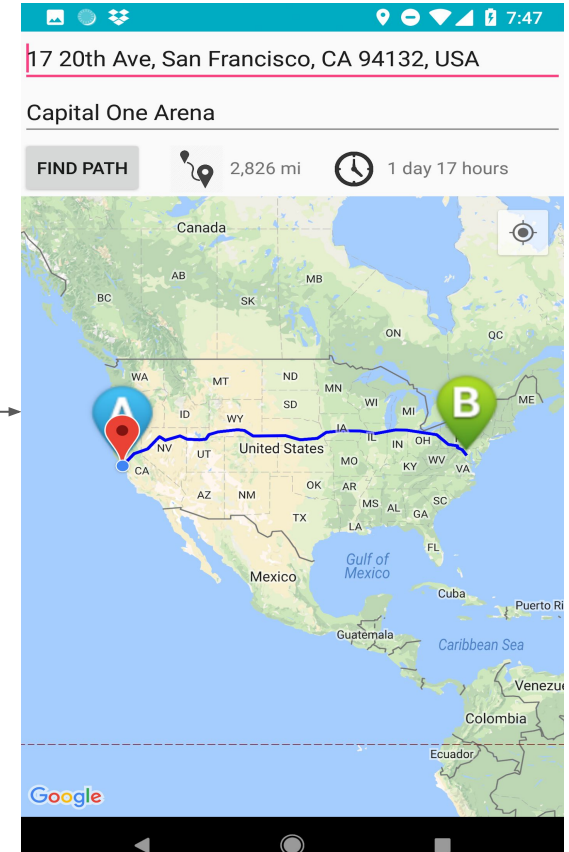 7:47
17 20th Ave, San Francisco, CA 94132, USA
Capital One Arena
FIND PATH
2,826 mi
1 day 17 hours
Canada
AB
MB
BC
SK
ON
QC
WA
MT
ND
MN
ME
ID
SD
WI
MI
A
B
WY
IA
NV
UT
United States
IL
IN
OH
CA
MO
KY
WV
VA
AZ
NM
OK
AR
MS
AL
SC
GA
TX
LA
FL
Gulf of
Mexico
Mexico
Cuba
Puerto Ri
Guatemala
Caribbean Sea
Venezue
Colombia
Ecuador
Google